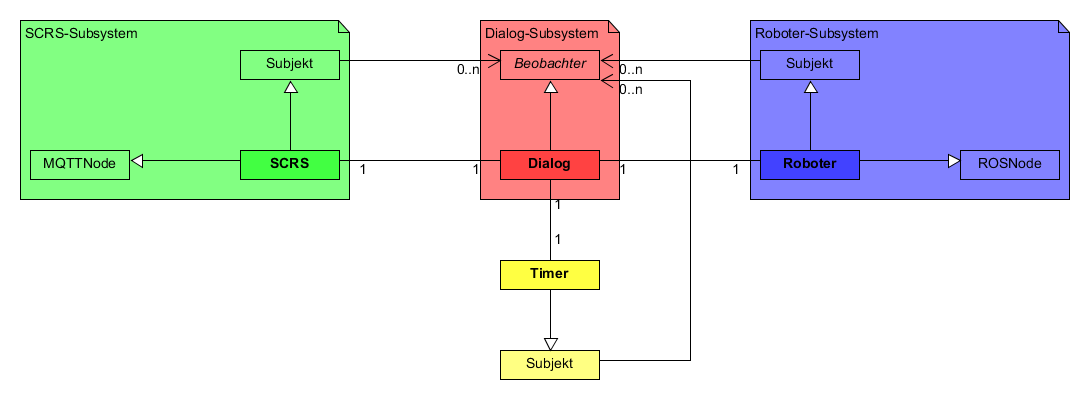 SCRS-Subsystem
Dialog-Subsystem
Roboter-Subsystem
Subjekt
0..n
Beobachter
0..n
Subjekt
0..n
MQTTNode
SCRS
1
1
Dialog
1
1
Roboter
ROSNode
1
1
Timer
Subjekt